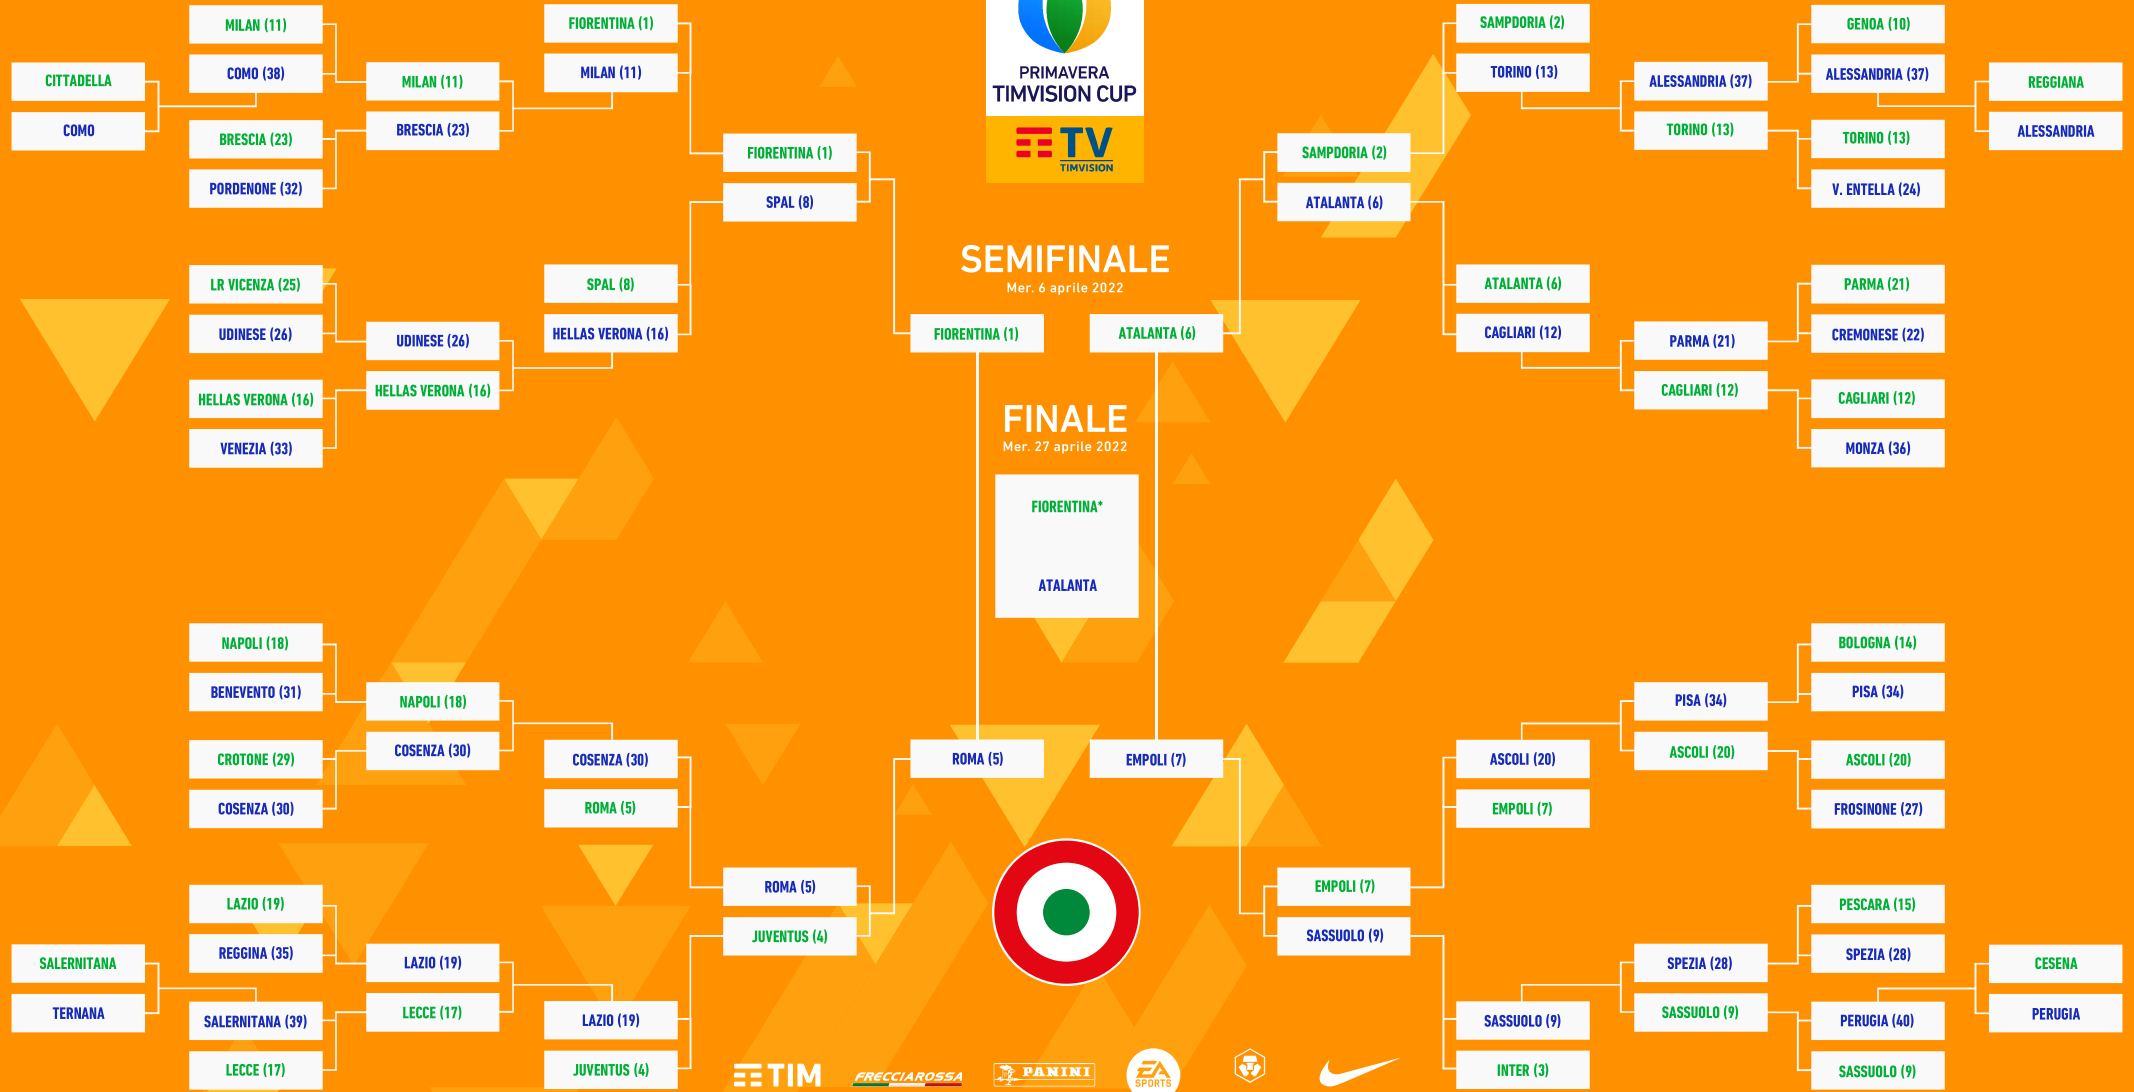 MILAN (11)
COMO (38)
CITTADELLA
COMO
BRESCIA (23)
PORDENONE (32)
MILAN (11)
BRESCIA (23)
FIORENTINA (1)
MILAN (11)
LR VICENZA (25)
UDINESE (26)
HELLAS VERONA (16)
VENEZIA (33)
UDINESE (26)
HELLAS VERONA (16)
SPAL (8)
HELLAS VERONA (16)
FIORENTINA (1)
SPAL (8)
PRIMAVERA
TIMVISION CUP
TV
TIMVISION
SEMIFINALE
Mer. 6 aprile 2022
FIORENTINA (1)
ATALANTA (6)
FINALE
Mer. 27 aprile 2022
FIORENTINA*
ATALANTA
SAMPDORIA (2)
ATALANTA (6)
SAMPDORIA (2)
TORINO (13)
ALESSANDRIA (37)
TORINO (13)
GENOA (10)
ALESSANDRIA (37)
TORINO (13)
V. ENTELLA (24)
REGGIANA
ALESSANDRIA
ATALANTA (6)
CAGLIARI (12)
PARMA (21)
CAGLIARI (12)
PARMA (21)
CREMONESE (22)
CAGLIARI (12)
MONZA (36)
NAPOLI (18)
BENEVENTO (31)
CROTONE (29)
COSENZA (30)
NAPOLI (18)
COSENZA (30)
COSENZA (30)
ROMA (5)
LAZIO (19)
REGGINA (35)
SALERNITANA
TERNANA
SALERNITANA (39)
LECCE (17)
LAZIO (19)
LECCE (17)
LAZIO (19)
JUVENTUS (4)
ROMA (5)
JUVENTUS (4)
ROMA (5)
EMPOLI (7)
EMPOLI (7)
SASSUOLO (9)
ASCOLI (20)
EMPOLI (7)
PISA (34)
ASCOLI (20)
BOLOGNA (14)
PISA (34)
ASCOLI (20)
FROSINONE (27)
SASSUOLO (9)
INTER (3)
SPEZIA (28)
SASSUOLO (9)
PESCARA (15)
SPEZIA (28)
PERUGIA (40)
SASSUOLO (9)
CESENA
PERUGIA
TIM
FRECCIAROSSA
PANINI
EA
SPORTS